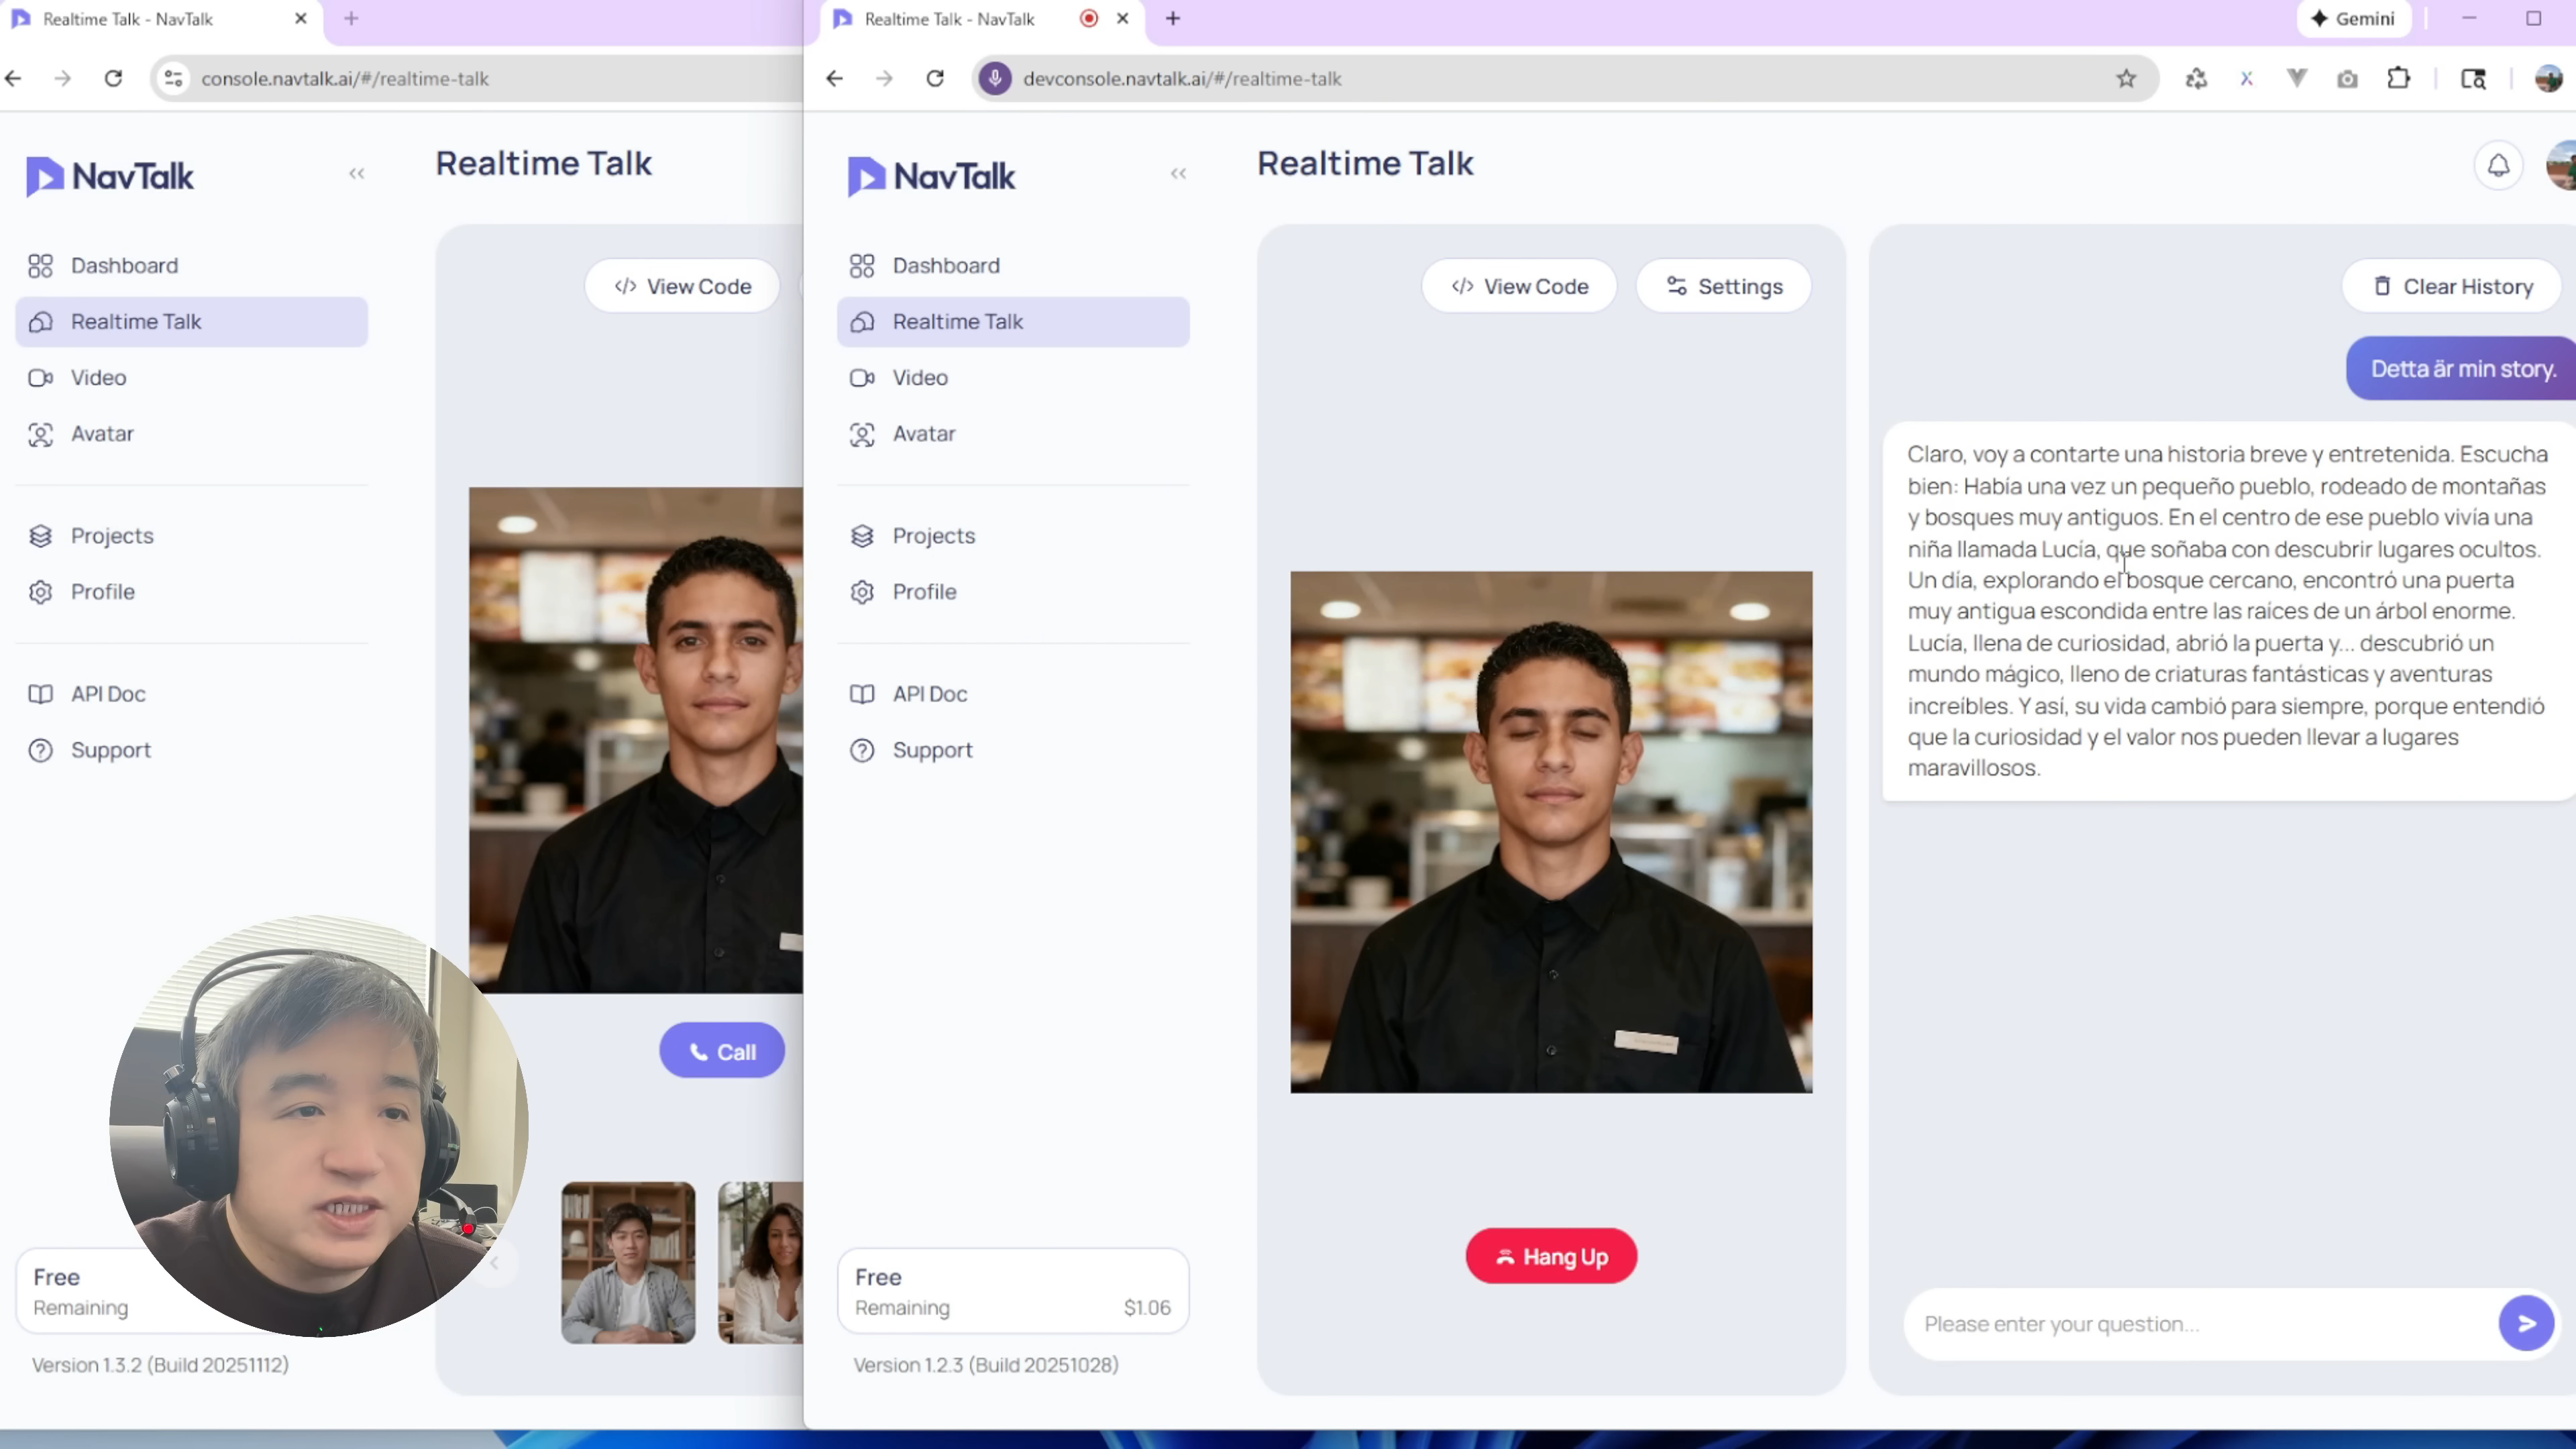 Realtime Talk - NavTalk
console.navtalk.ai/#/realtime-talk
NavTalk
Realtime Talk
Dashboard
Realtime Talk
Video
Avatar
Projects
Profile
API Doc
Support
View Code
Call
Free
Remaining
Version 1.3.2 (Build 20251112)
Realtime Talk - NavTalk
Gemini
devconsole.navtalk.ai/#/realtime-talk
NavTalk
Realtime Talk
Dashboard
Realtime Talk
Video
Avatar
Projects
Profile
API Doc
Support
View Code
Settings
Hang Up
Free
Remaining
$1.06
Version 1.2.3 (Build 20251028)
Clear History
Detta är min story.
Claro, voy a contarte una historia breve y entretenida. Escucha
bien: Había una vez un pequeño pueblo, rodeado de montañas
y bosques muy antiguos. En el centro de ese pueblo vivía una
niña llamada Lucía, que soñaba con descubrir lugares ocultos.
Un día, explorando el bosque cercano, encontró una puerta
muy antigua escondida entre las raíces de un árbol enorme.
Lucía, llena de curiosidad, abrió la puerta y... descubrió un
mundo mágico, lleno de criaturas fantásticas y aventuras
increíbles. Y así, su vida cambió para siempre, porque entendió
que la curiosidad y el valor nos pueden llevar a lugares
maravillosos.
Please enter your question...